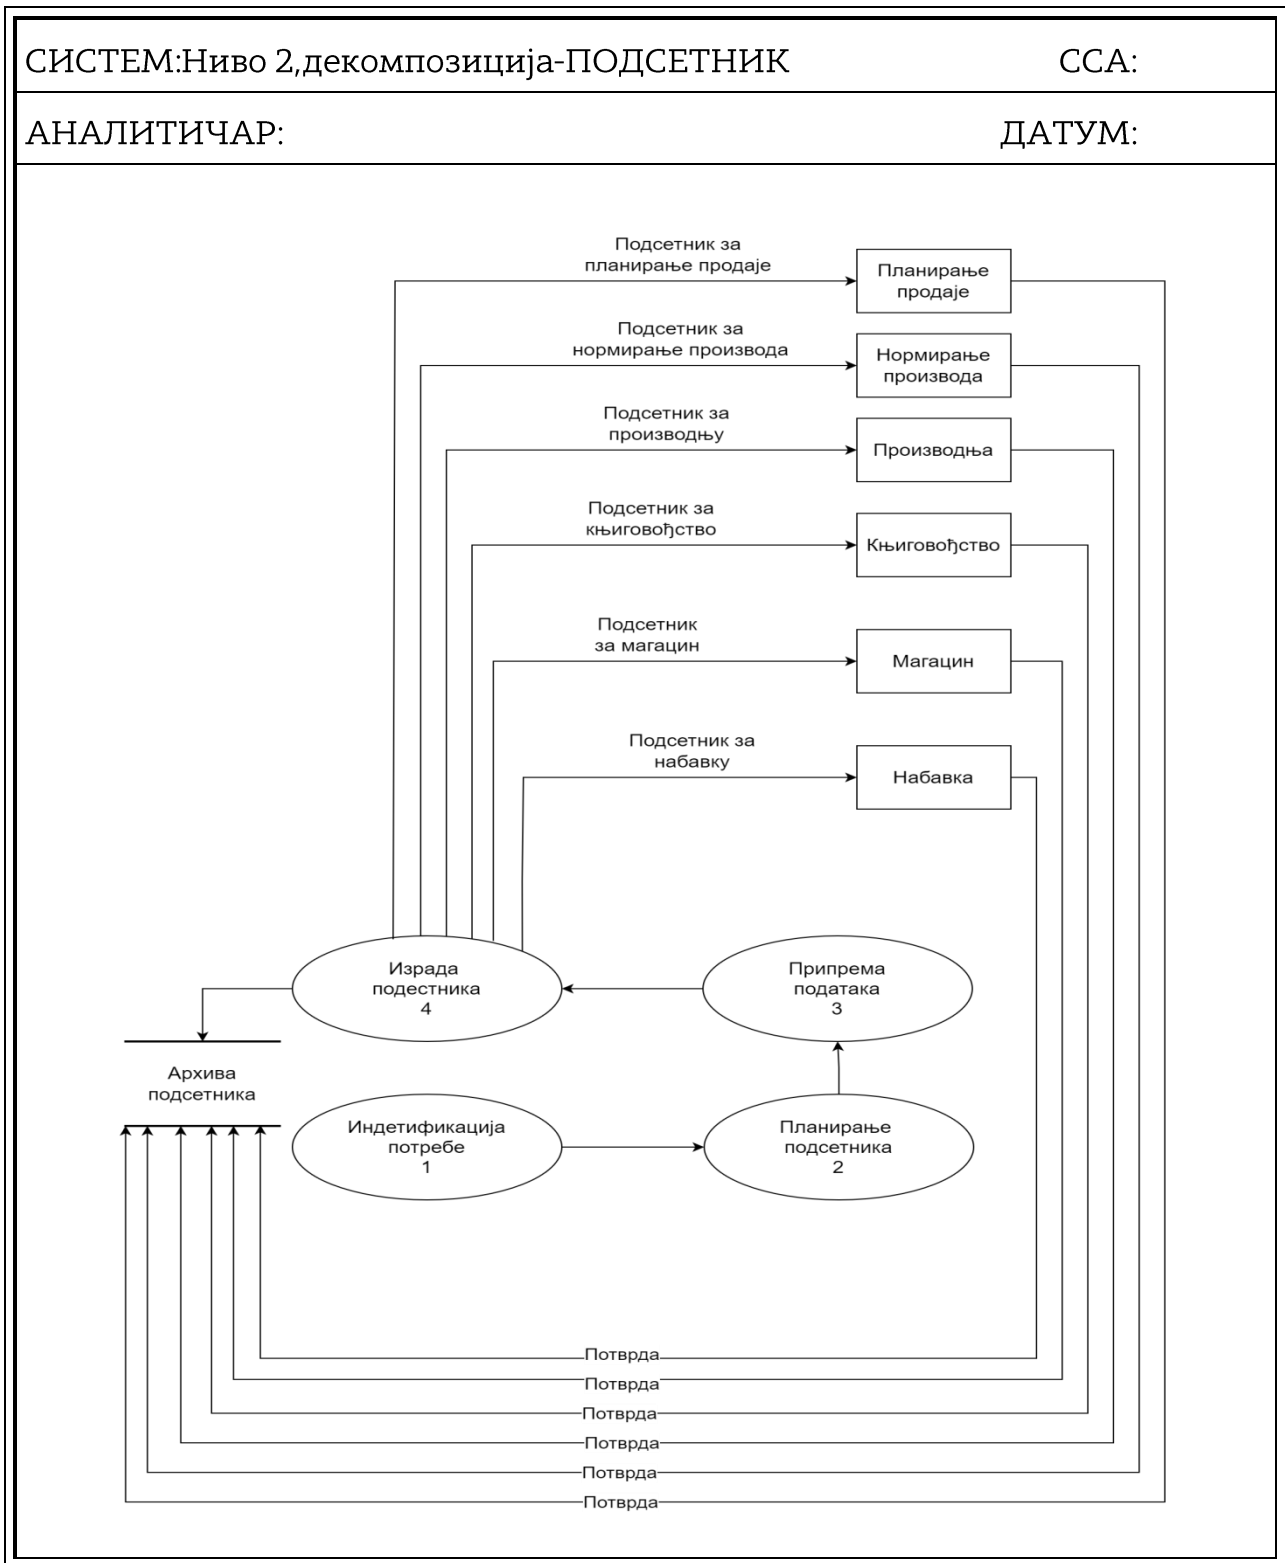 СИСТЕМ:Ниво 2,декомпозиција-ПОДСЕТНИК ССА:
АНАЛИТИЧАР: ДАТУМ:
Подсетник за
планирање продаје
Планирање
продаје
Подсетник за
нормирање производа
Нормирање
производа
Подсетник за
производњу
Производња
Подсетник за
књиговођство
Књиговођство
Подсетник
за магацин
Магацин
Подсетник за
набавку
Набавка
Израда
подестника
4
Припрема
података
3
Архива
подсетника
Индетификација
потребе
1
Планирање
подсетника
2
Потврда
Потврда
Потврда
Потврда
Потврда
Потврда